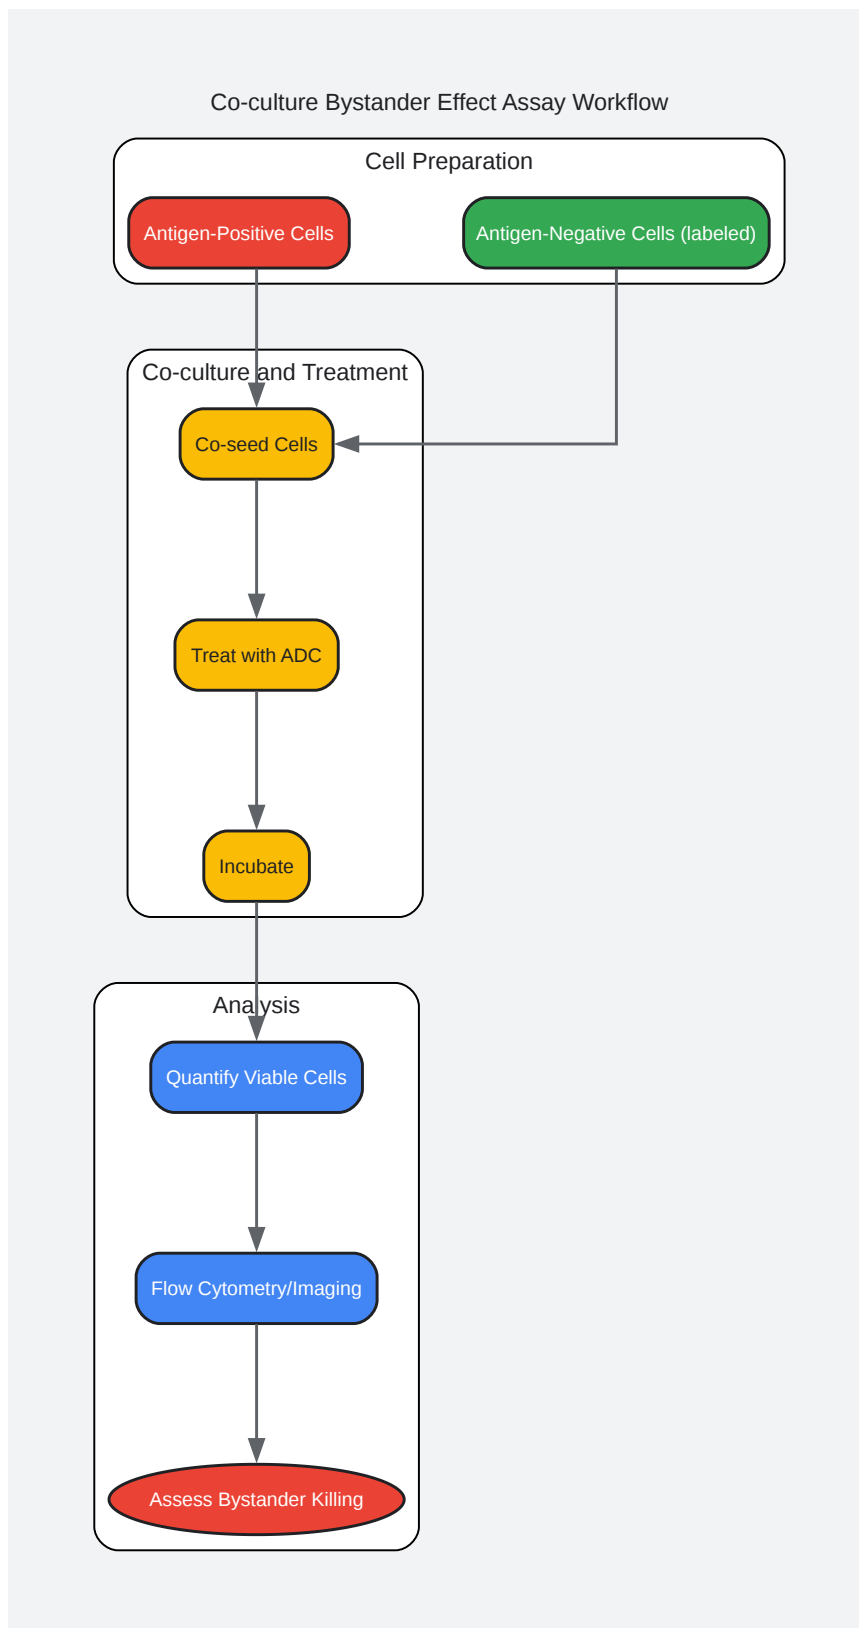 Co-culture Bystander Effect Assay Workflow
Cell Preparation
Antigen-Positive Cells
Antigen-Negative Cells (labeled)
Co-culture and Treatment
Co-seed Cells
Treat with ADC
Incubate
Analysis
Quantify Viable Cells
Flow Cytometry/Imaging
Assess Bystander Killing